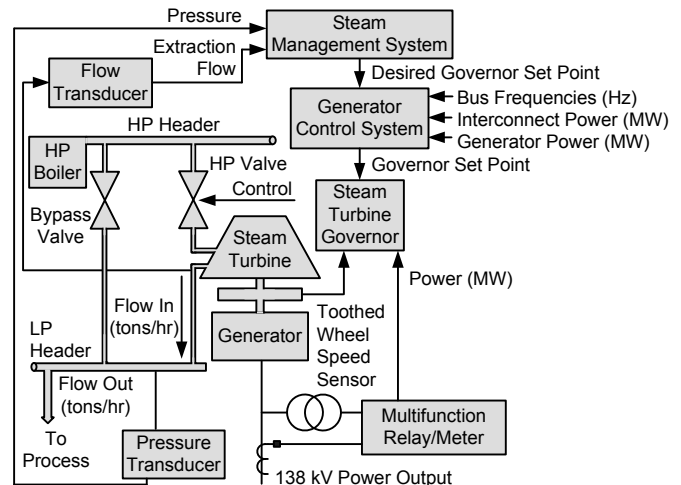 Pressure
Steam
Management System
Extraction
Flow
Flow
Transducer
Desired Governor Set Point
Generator
Control System
Bus Frequencies (Hz)
Interconnect Power (MW)
Generator Power (MW)
HP Header
HP
Boiler
HP Valve
Governor Set Point
Control
Steam
Turbine
Governor
Bypass
Valve
Steam
Turbine
Power (MW)
Flow In
(tons/hr)
Toothed
Wheel
Speed
Sensor
Generator
LP
Header
Flow Out
(tons/hr)
To
Process
Pressure
Transducer
Multifunction
Relay/Meter
138 kV Power Output